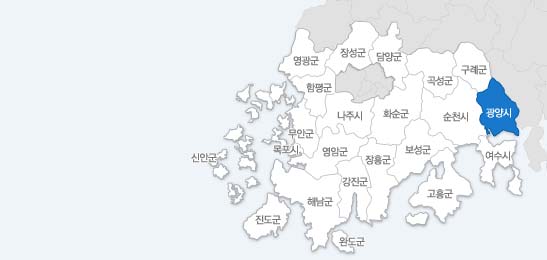 영광군
장성군
담양군
함평군
곡성군
구례군
나주시
화순군
순천시
광양시
무안군
목포시
신안군
영암군
장흥군
보성군
여수시
강진군
해남군
고흥군
진도군
완도군